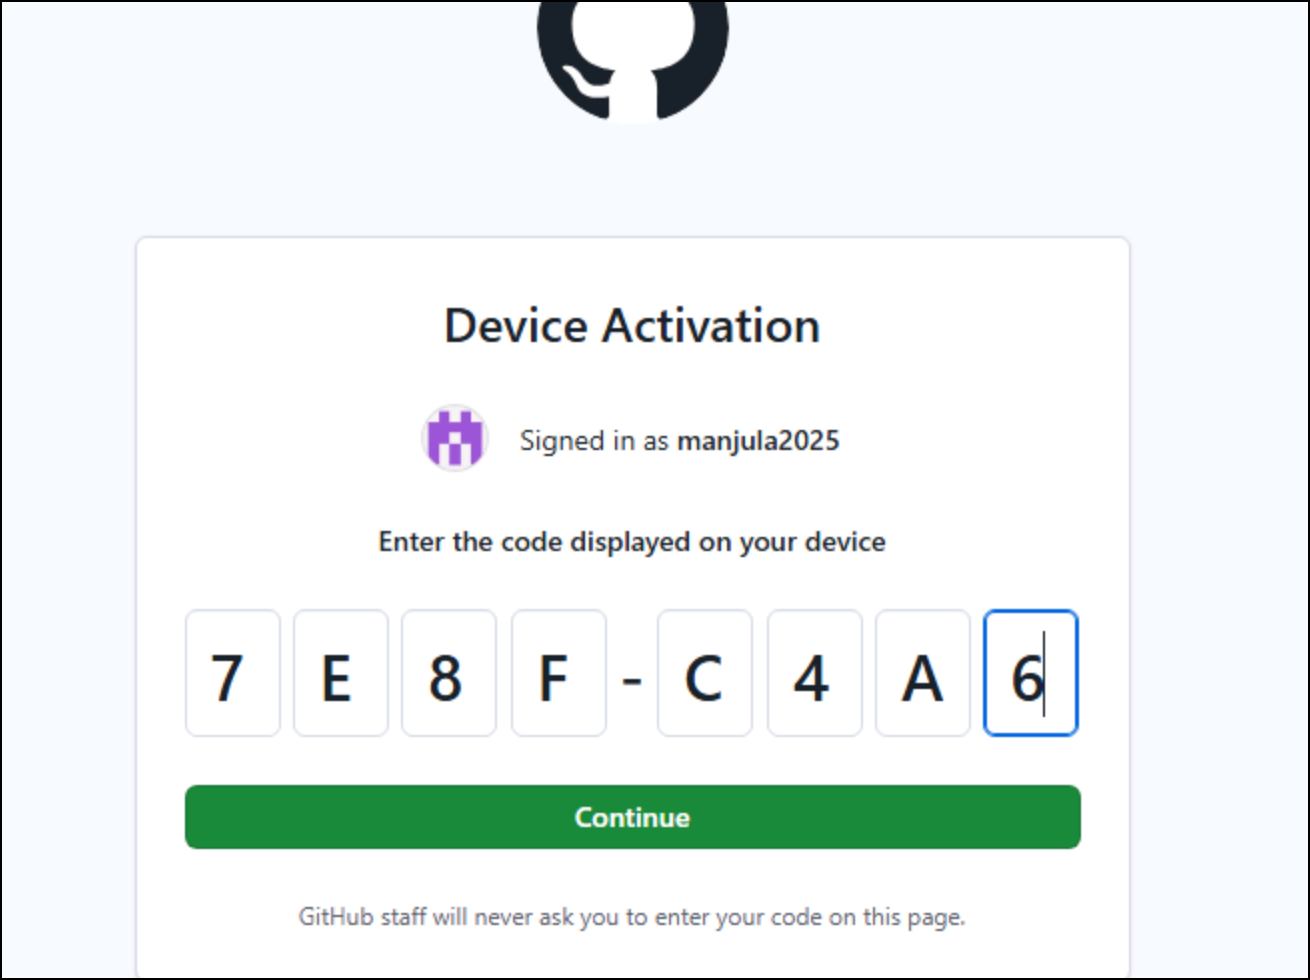 Device Activation
Signed in as manjula2025
Enter the code displayed on your device
7 E 8 F - C 4 A 6
Continue
GitHub staff will never ask you to enter your code on this page.